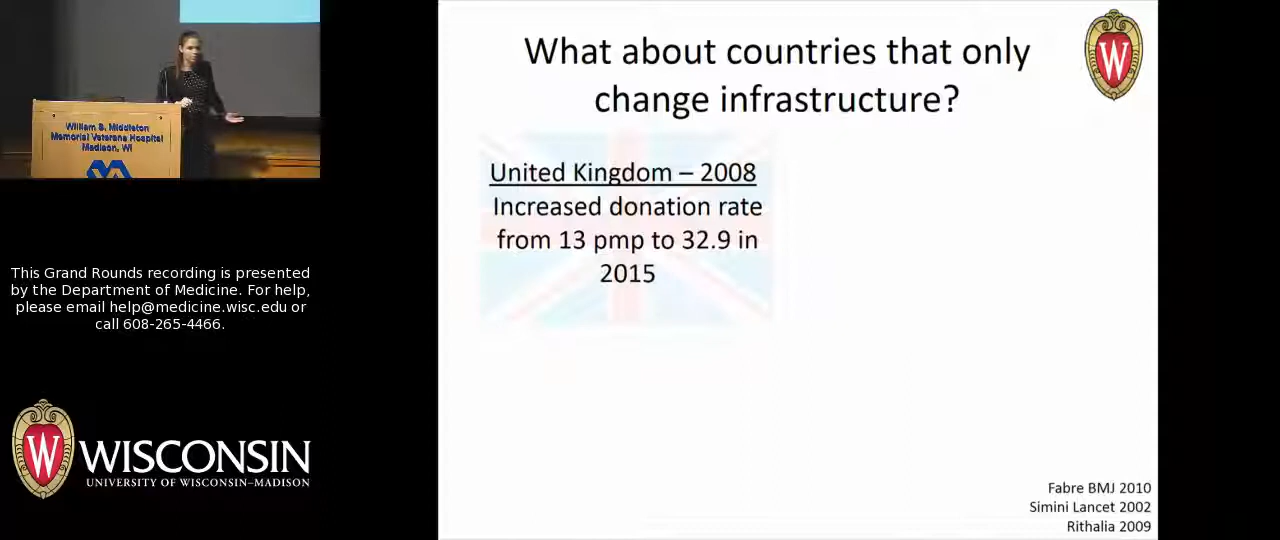 What about countries that only
change infrastructure?
W
United Kingdom – 2008
Increased donation rate
from 13 pmp to 32.9 in
2015
Fabre BMJ 2010
Simini Lancet 2002
Rithalia 2009
William S. Middleton
Memorial Veterans Hospital
Madison, WI
This Grand Rounds recording is presented
by the Department of Medicine. For help,
please email help@medicine.wisc.edu or
call 608-265-4466.
W
WISCONSIN
UNIVERSITY OF WISCONSIN–MADISON